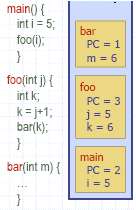 main() {
int i = 5;
foo(i);
}
foo(int j) {
int k;
k = j+1;
bar(k);
}
bar(int m) {
…
}
bar
PC = 1
m = 6
foo
PC = 3
j = 5
k = 6
main
PC = 2
i = 5